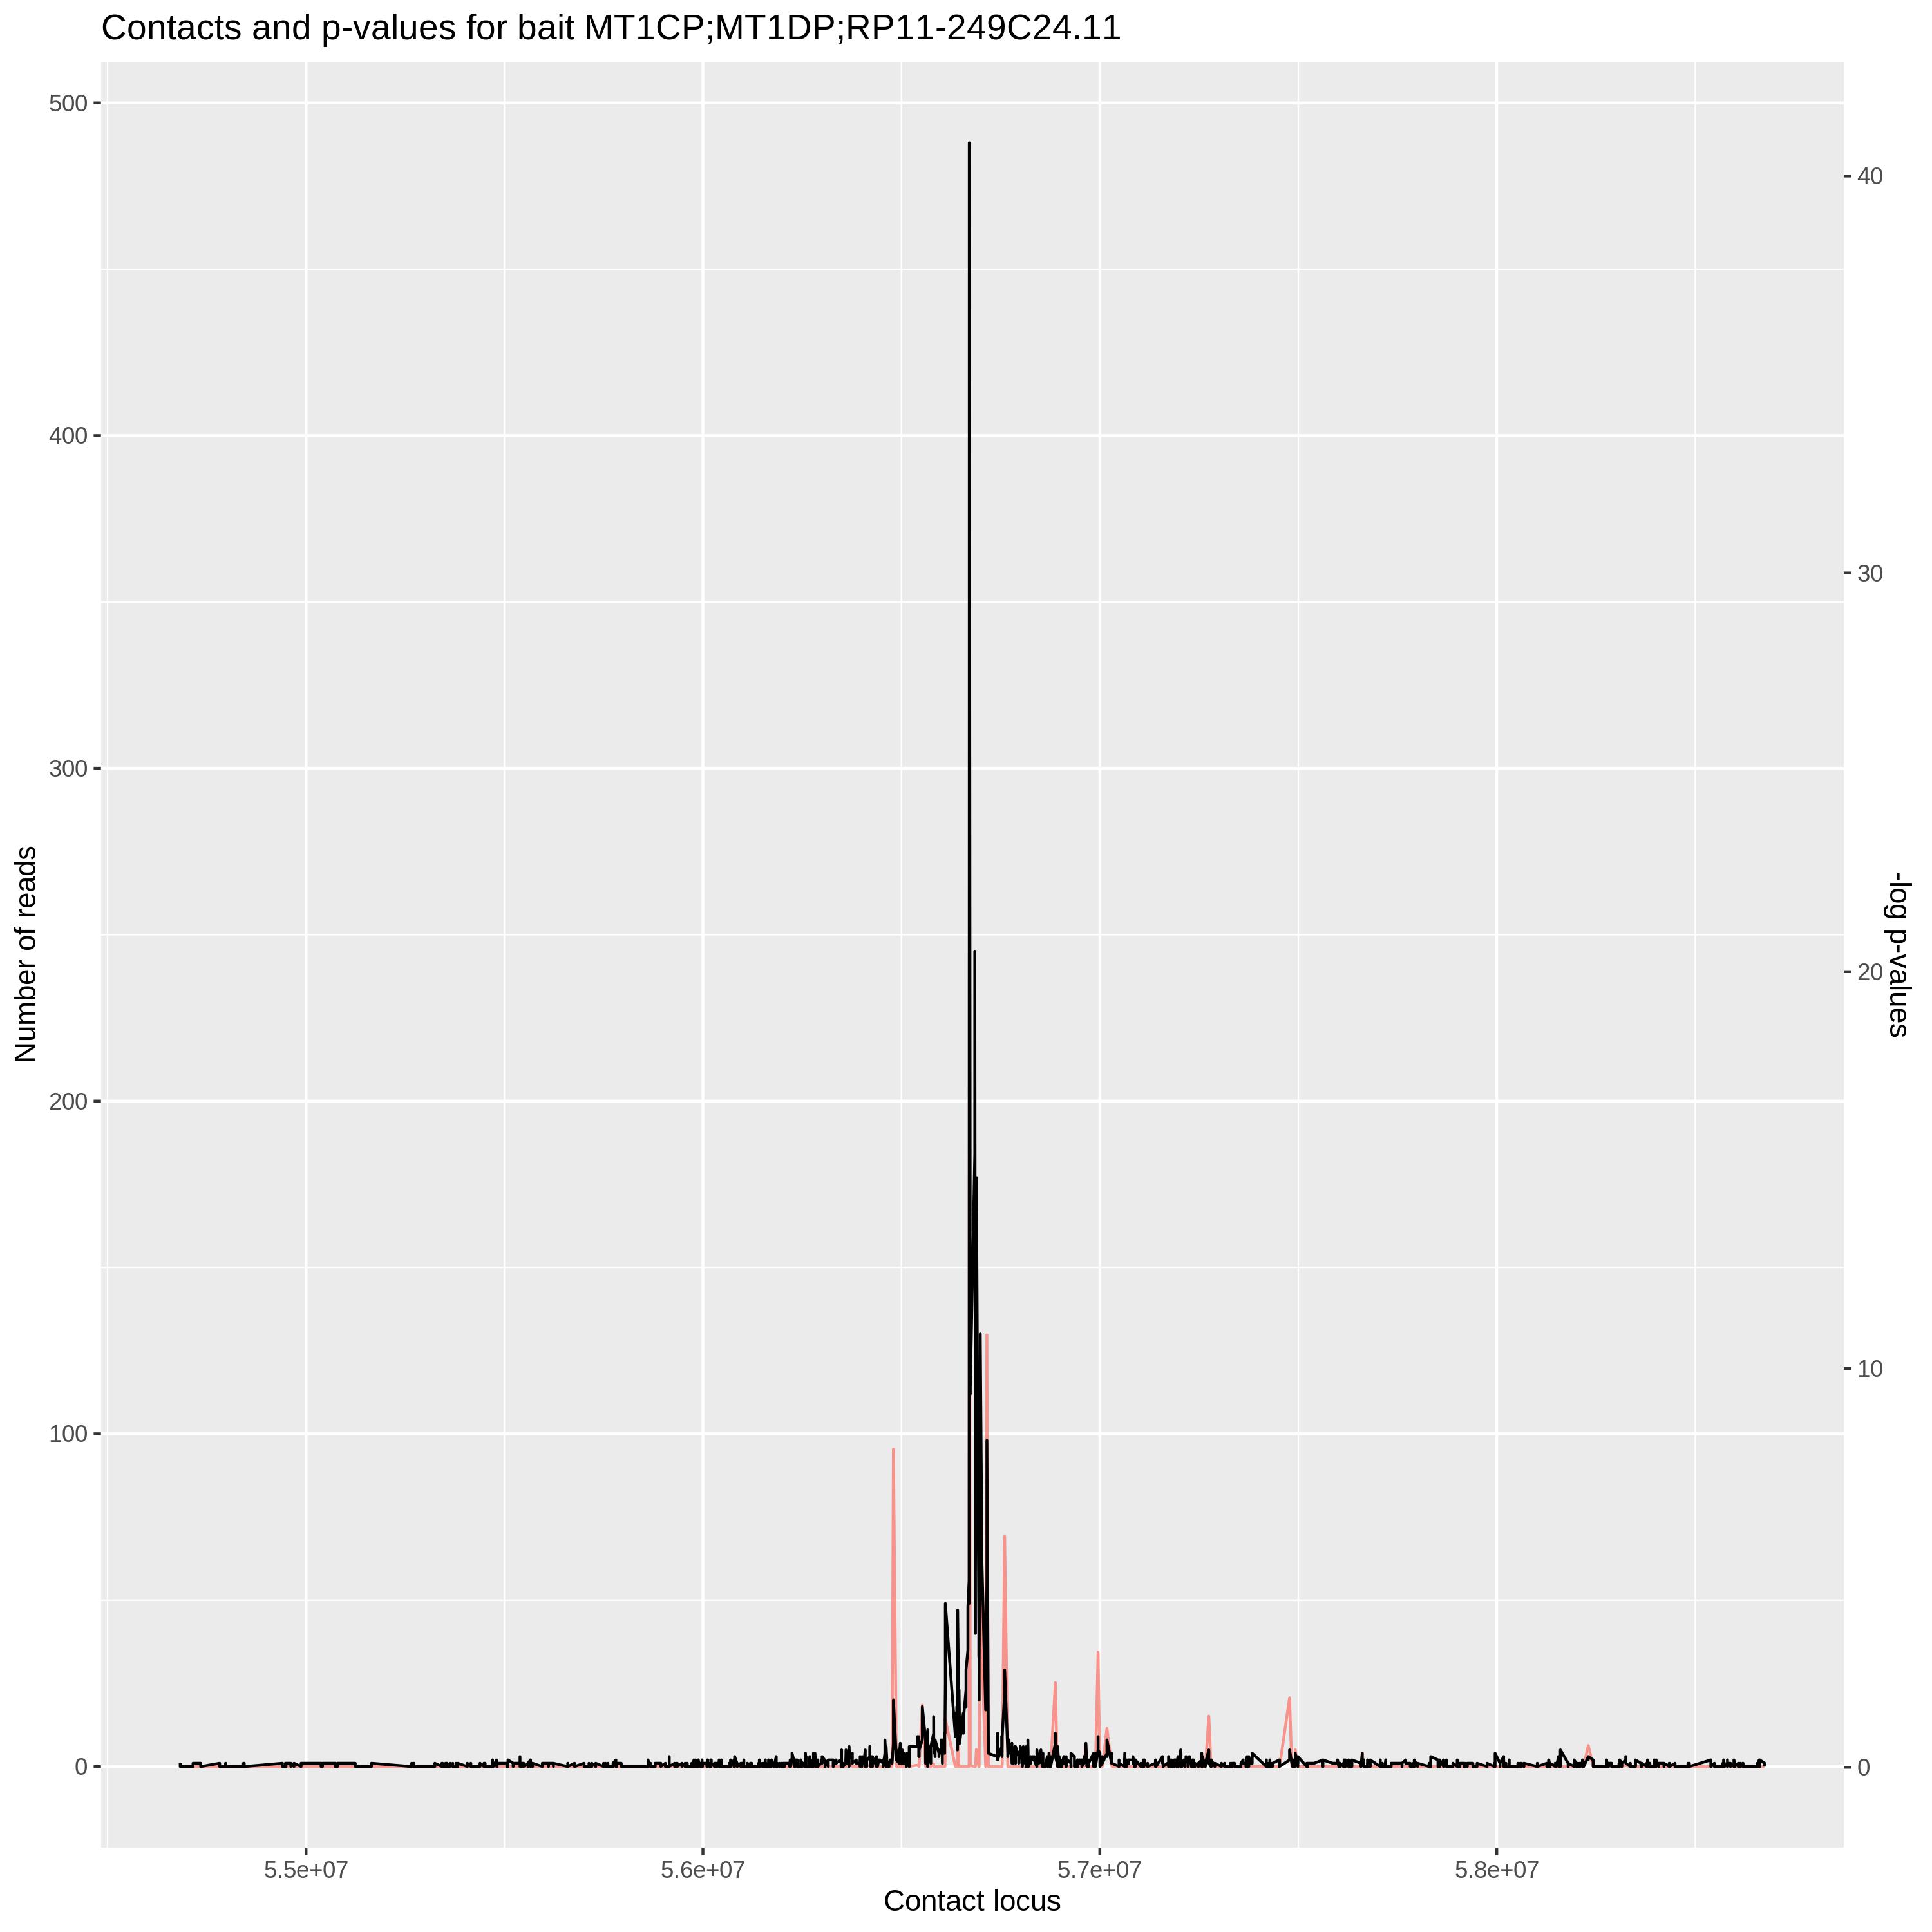 Contacts and p-values for bait MT1CP;MT1DP;RP11-249C24.11
500
400
300
200
100
0
Number of reads
40
30
20
10
0
-log p-values
5.5e+07
5.6e+07
5.7e+07
5.8e+07
Contact locus